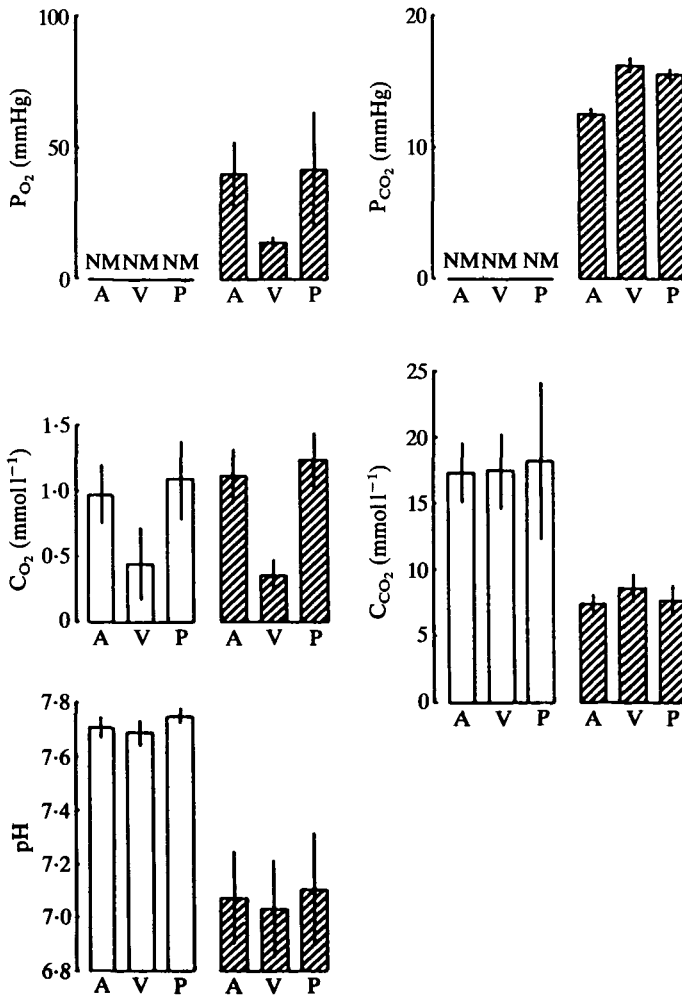 100
50
0
P_O₂ (mmHg)
NM NM NM
A V P
A V P
20
10
0
P_CO₂ (mmHg)
NM NM NM
A V P
A V P
1·5
1·0
0·5
0
C_O₂ (mmol l⁻¹)
A V P
A V P
25
20
15
10
5
0
C_CO₂ (mmol l⁻¹)
A V P
A V P
7·8
7·6
7·4
7·2
7·0
6·8
pH
A V P
A V P